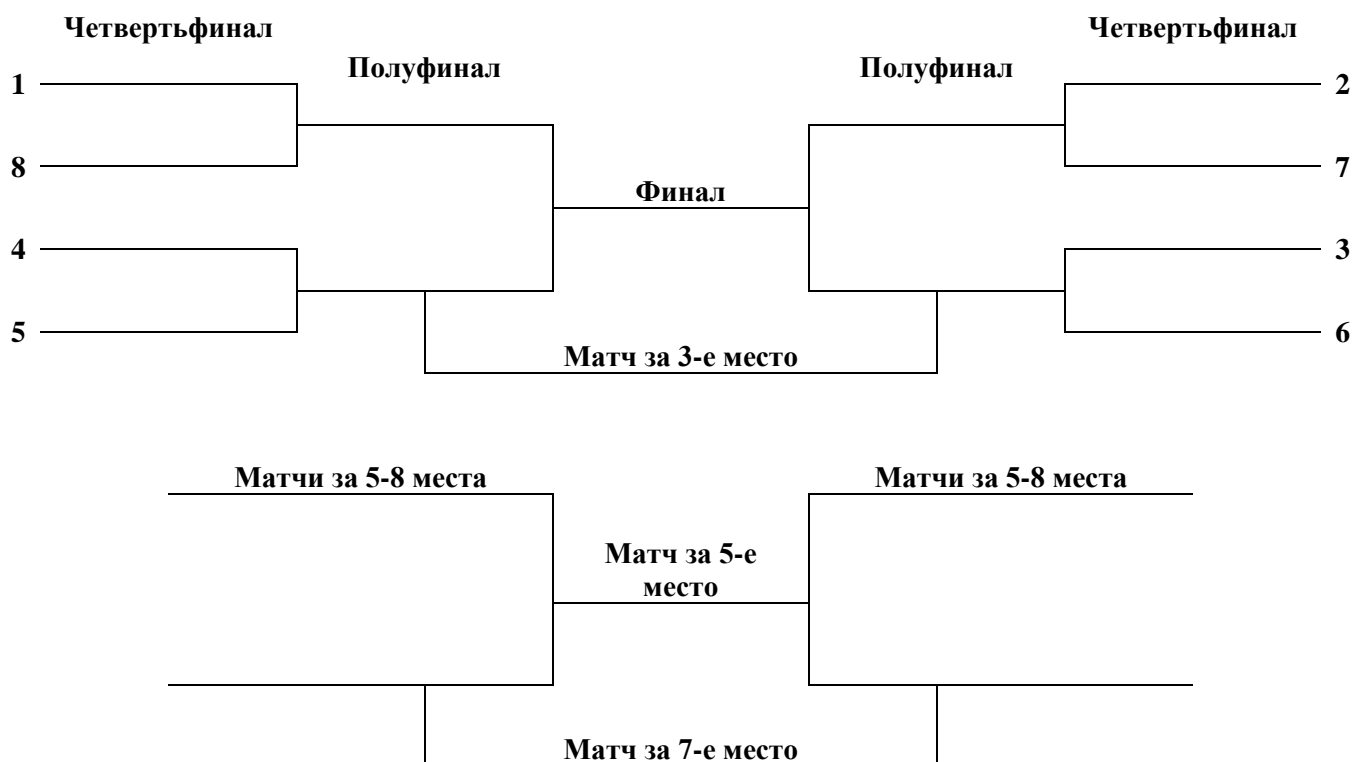 Четвертьфинал
Четвертьфинал
Полуфинал
Полуфинал
1
2
8
7
Финал
4
3
5
6
Матч за 3-е место
Матчи за 5-8 места
Матчи за 5-8 места
Матч за 5-е
место
Матч за 7-е место